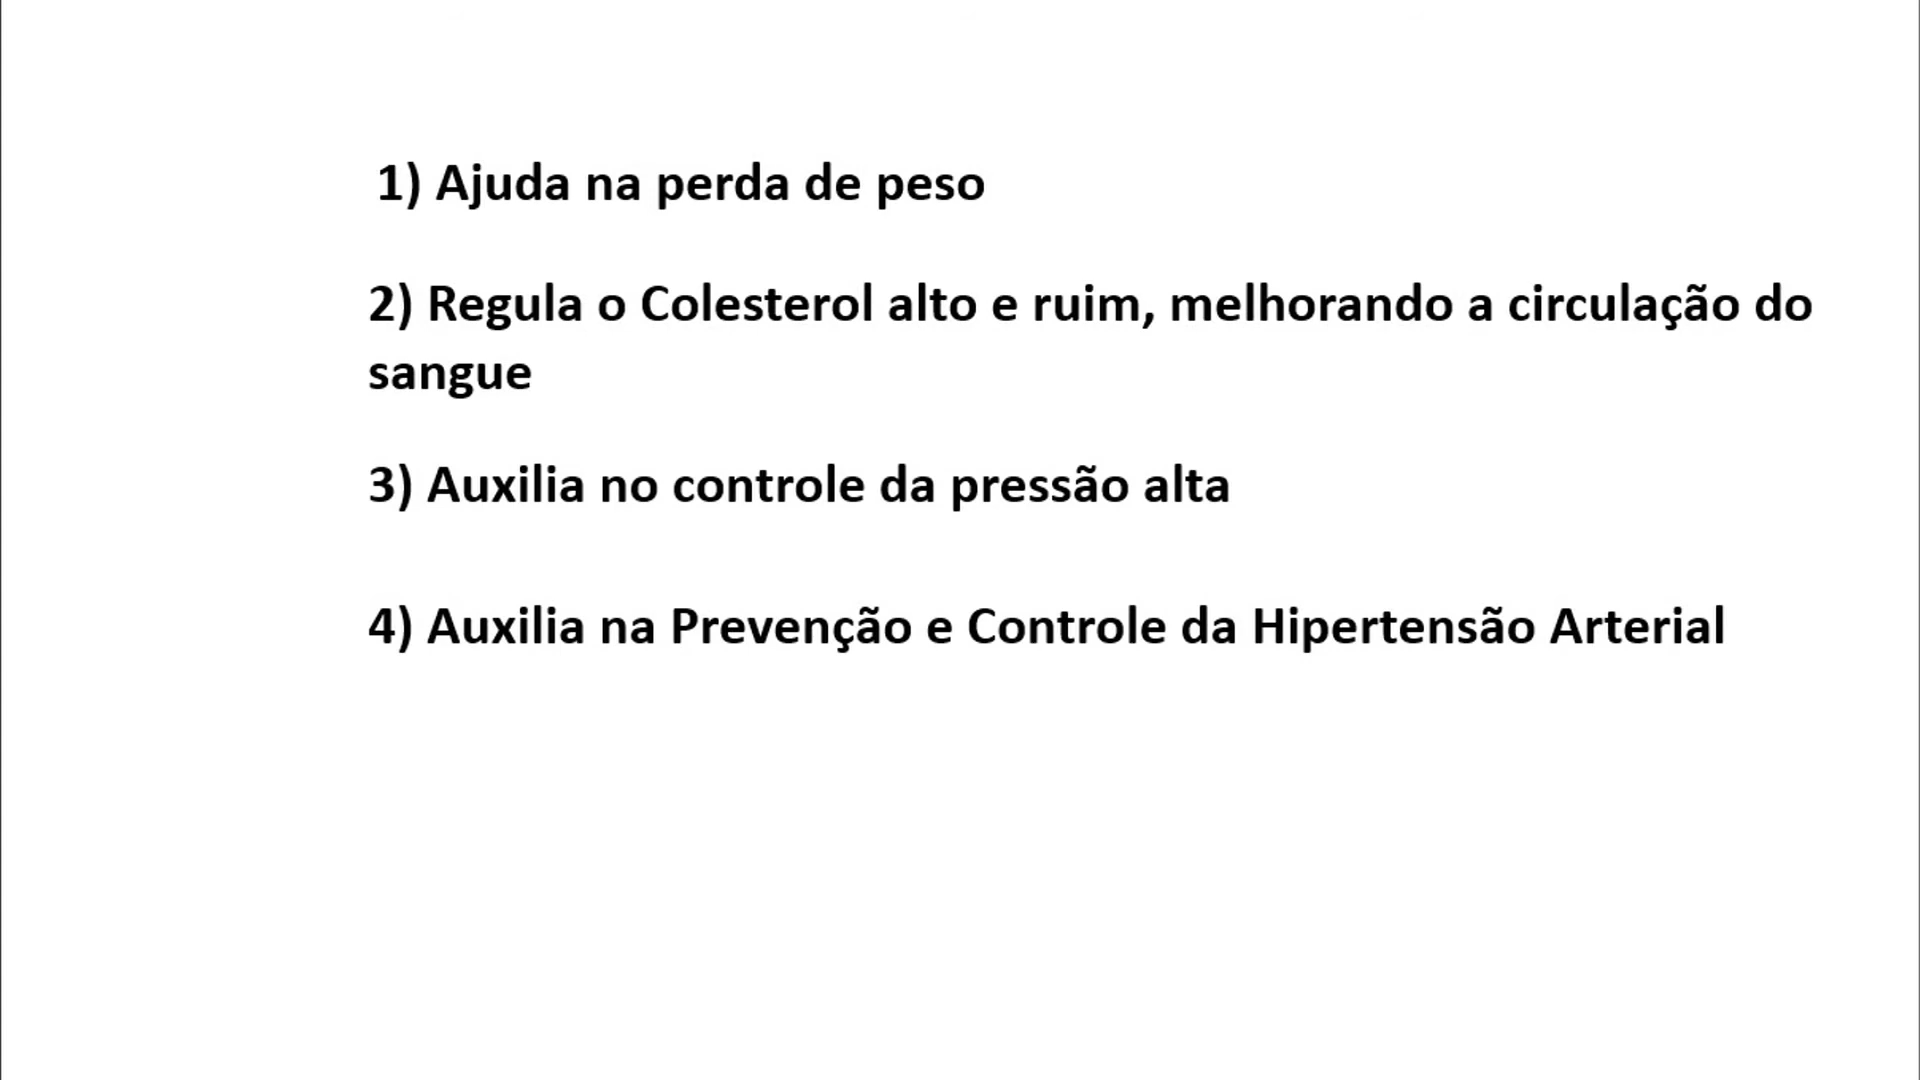 1) Ajuda na perda de peso
2) Regula o Colesterol alto e ruim, melhorando a circulação do
sangue
3) Auxilia no controle da pressão alta
4) Auxilia na Prevenção e Controle da Hipertensão Arterial